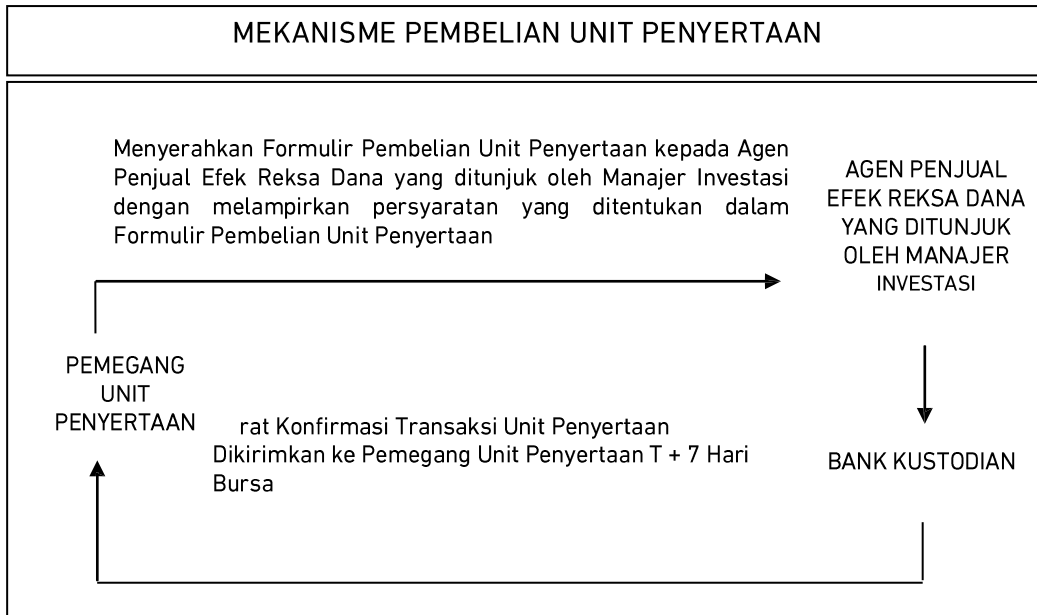 MEKANISME PEMBELIAN UNIT PENYERTAAN
Menyerahkan Formulir Pembelian Unit Penyertaan kepada Agen
Penjual Efek Reksa Dana yang ditunjuk oleh Manajer Investasi
dengan melampirkan persyaratan yang ditentukan dalam
Formulir Pembelian Unit Penyertaan
AGEN PENJUAL
EFEK REKSA DANA
YANG DITUNJUK
OLEH MANAJER
INVESTASI
PEMEGANG
UNIT
PENYERTAAN
rat Konfirmasi Transaksi Unit Penyertaan
Dikirimkan ke Pemegang Unit Penyertaan T + 7 Hari
Bursa
BANK KUSTODIAN